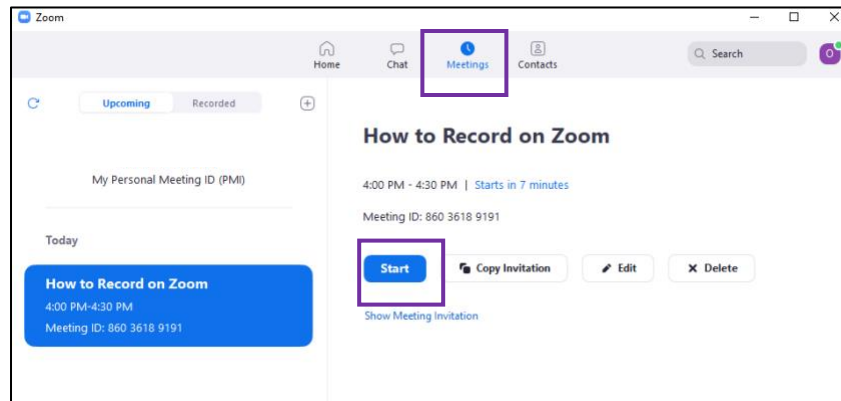 Zoom
Home Chat Meetings Contacts
Search
O
Upcoming Recorded
My Personal Meeting ID (PMI)
Today
How to Record on Zoom
4:00 PM-4:30 PM
Meeting ID: 860 3618 9191
How to Record on Zoom
4:00 PM - 4:30 PM | Starts in 7 minutes
Meeting ID: 860 3618 9191
Start Copy Invitation Edit Delete
Show Meeting Invitation